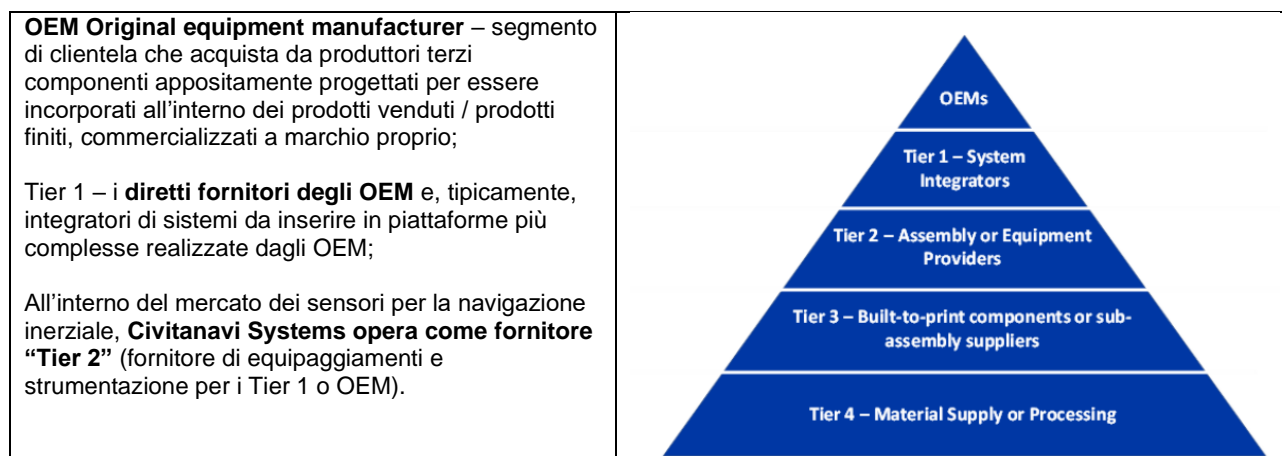 OEM Original equipment manufacturer – segmento
di clientela che acquista da produttori terzi
componenti appositamente progettati per essere
incorporati all’interno dei prodotti venduti / prodotti
finiti, commercializzati a marchio proprio;
Tier 1 – i diretti fornitori degli OEM e, tipicamente,
integratori di sistemi da inserire in piattaforme più
complesse realizzate dagli OEM;
All’interno del mercato dei sensori per la navigazione
inerziale, Civitanavi Systems opera come fornitore
“Tier 2” (fornitore di equipaggiamenti e
strumentazione per i Tier 1 o OEM).
OEMs
Tier 1 – System
Integrators
Tier 2 – Assembly or Equipment
Providers
Tier 3 – Built-to-print components or sub-
assembly suppliers
Tier 4 – Material Supply or Processing